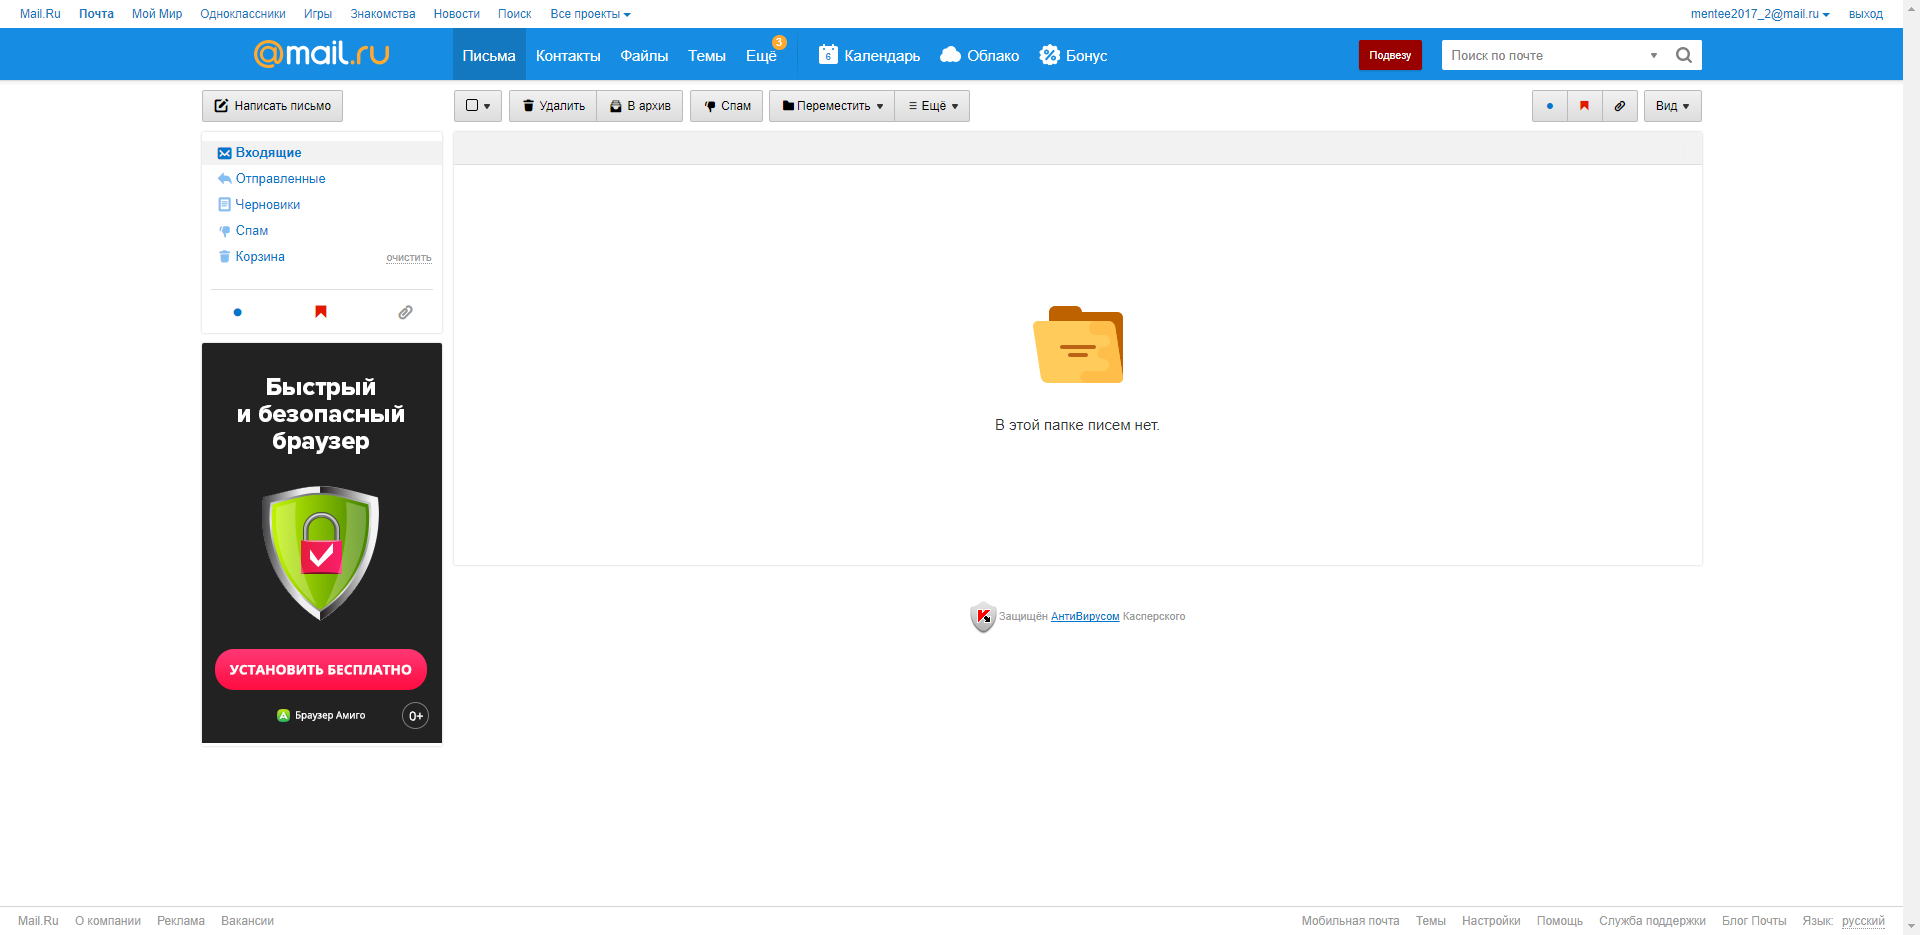 Mail.Ru Почта Мой Мир Одноклассники Игры Знакомства Новости Поиск Все проекты mentee2017_2@mail.ru выход
@mail.ru Письма Контакты Файлы Темы Ещё 3 6 Календарь Облако Бонус Подвезу Поиск по почте
Написать письмо Удалить В архив Спам Переместить Ещё Вид
Входящие
Отправленные
Черновики
Спам
Корзина очистить
Быстрый
и безопасный
браузер
УСТАНОВИТЬ БЕСПЛАТНО
Браузер Амиго 0+
В этой папке писем нет.
Защищён АнтиВирусом Касперского
Mail.Ru О компании Реклама Вакансии Мобильная почта Темы Настройки Помощь Служба поддержки Блог Почты Язык: русский